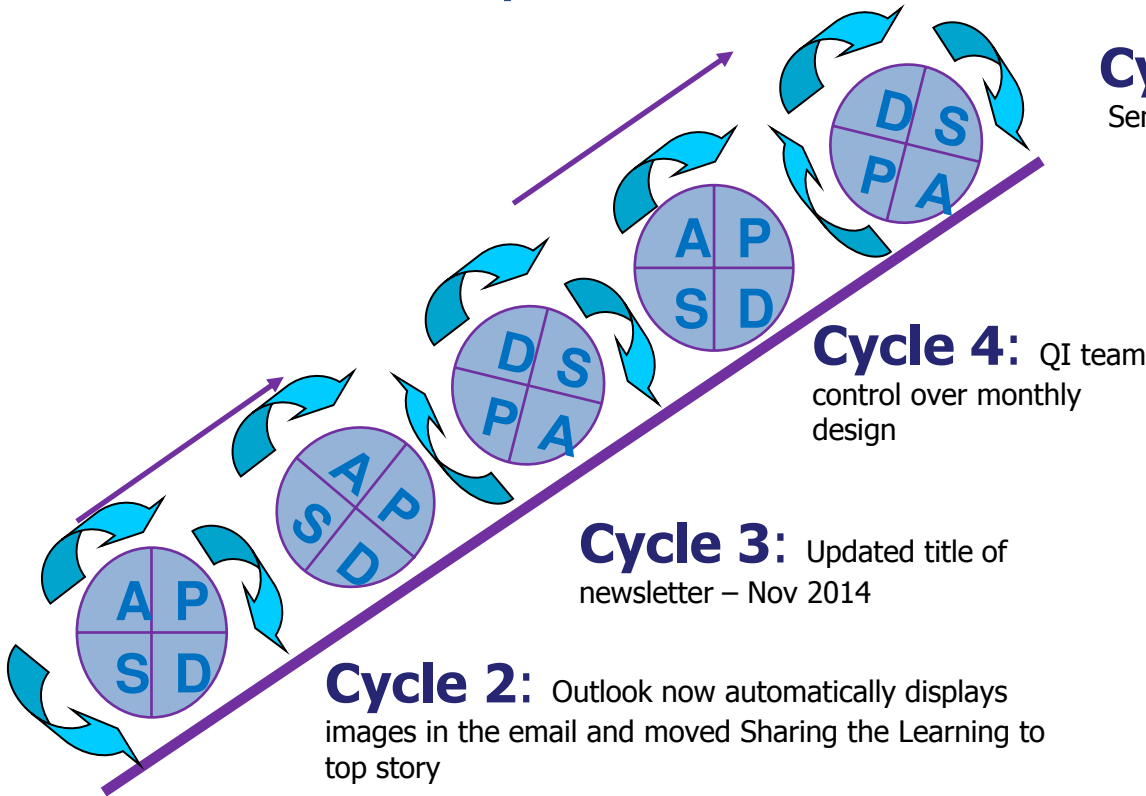 Cy
Ser
D S
P A
A P
S D
Cycle 4: QI team
control over monthly
design
D S
P A
A P
S D
Cycle 3: Updated title of
newsletter – Nov 2014
A P
S D
Cycle 2: Outlook now automatically displays
images in the email and moved Sharing the Learning to
top story